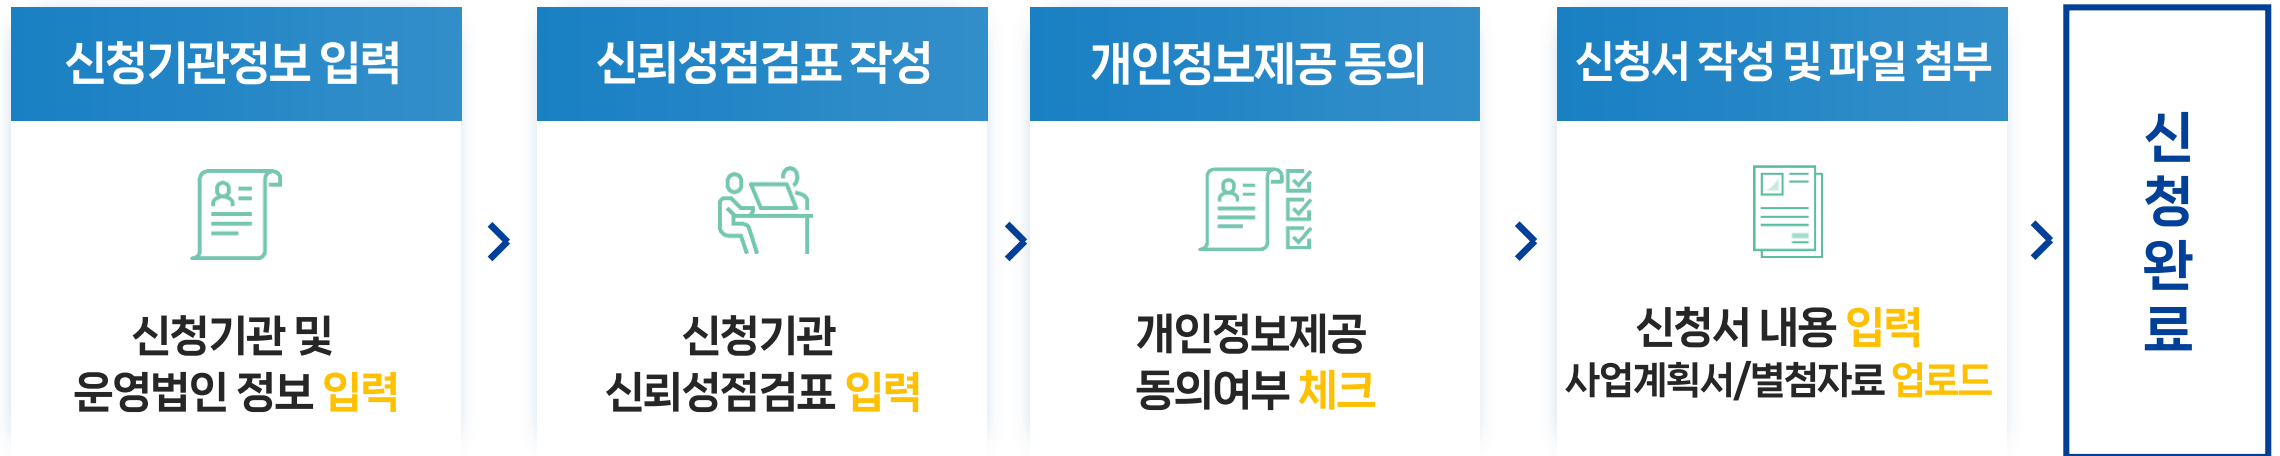 신청기관정보 입력
신청기관 및
운영법인 정보 입력
신뢰성점검표 작성
신청기관
신뢰성점검표 입력
개인정보제공 동의
개인정보제공
동의여부 체크
신청서 작성 및 파일 첨부
신청서 내용 입력
사업계획서/별첨자료 업로드
신청완료